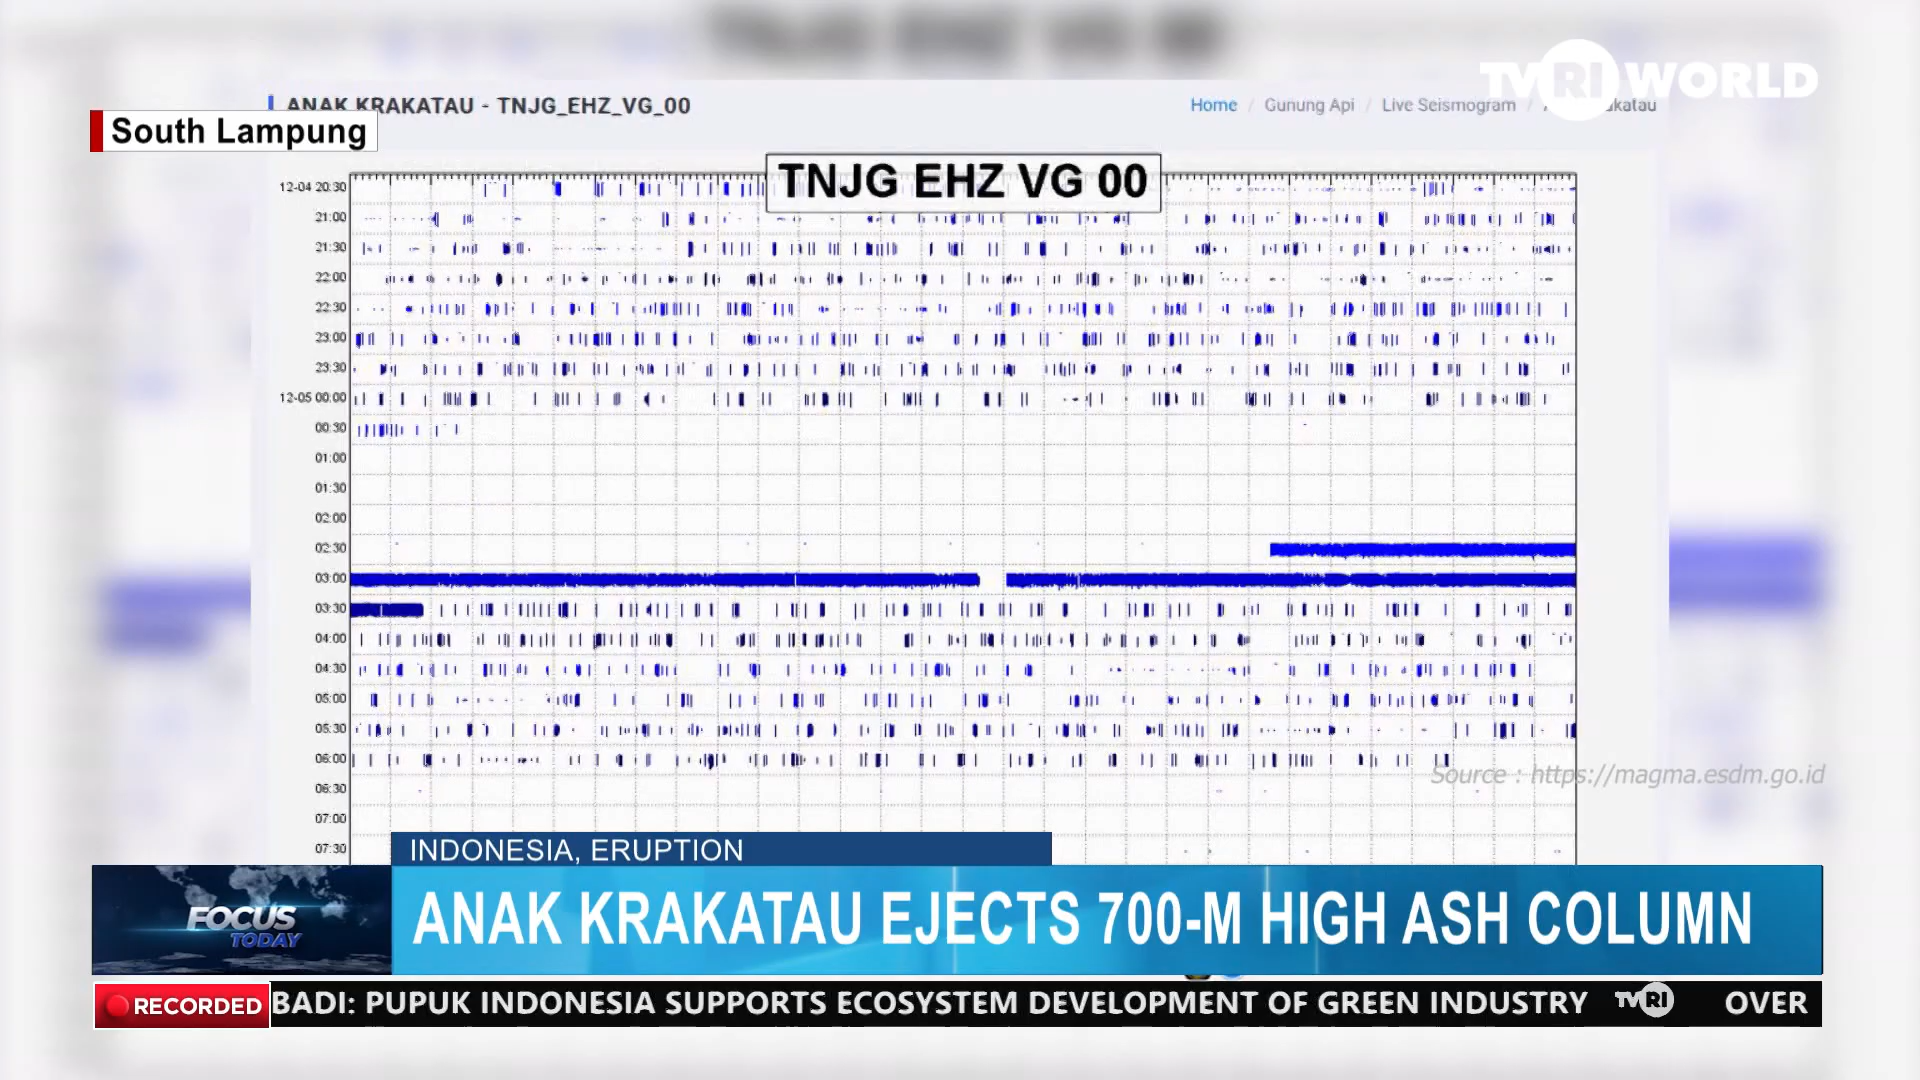 TNJG EHZ VG 00
TVRI WORLD
ANAK KRAKATAU - TNJG_EHZ_VG_00
Home / Gunung Api / Live Seismogram /
South Lampung
TNJG EHZ VG 00
12-04 20:30
21:00
21:30
22:00
22:30
23:00
23:30
12-05 00:00
00:30
01:00
01:30
02:00
02:30
03:00
03:30
04:00
04:30
05:00
05:30
06:00
06:30
07:00
07:30
Source : https://magma.esdm.go.id
INDONESIA, ERUPTION
FOCUS
TODAY
ANAK KRAKATAU EJECTS 700-M HIGH ASH COLUMN
RECORDED
BADI: PUPUK INDONESIA SUPPORTS ECOSYSTEM DEVELOPMENT OF GREEN INDUSTRY TVRI OVER